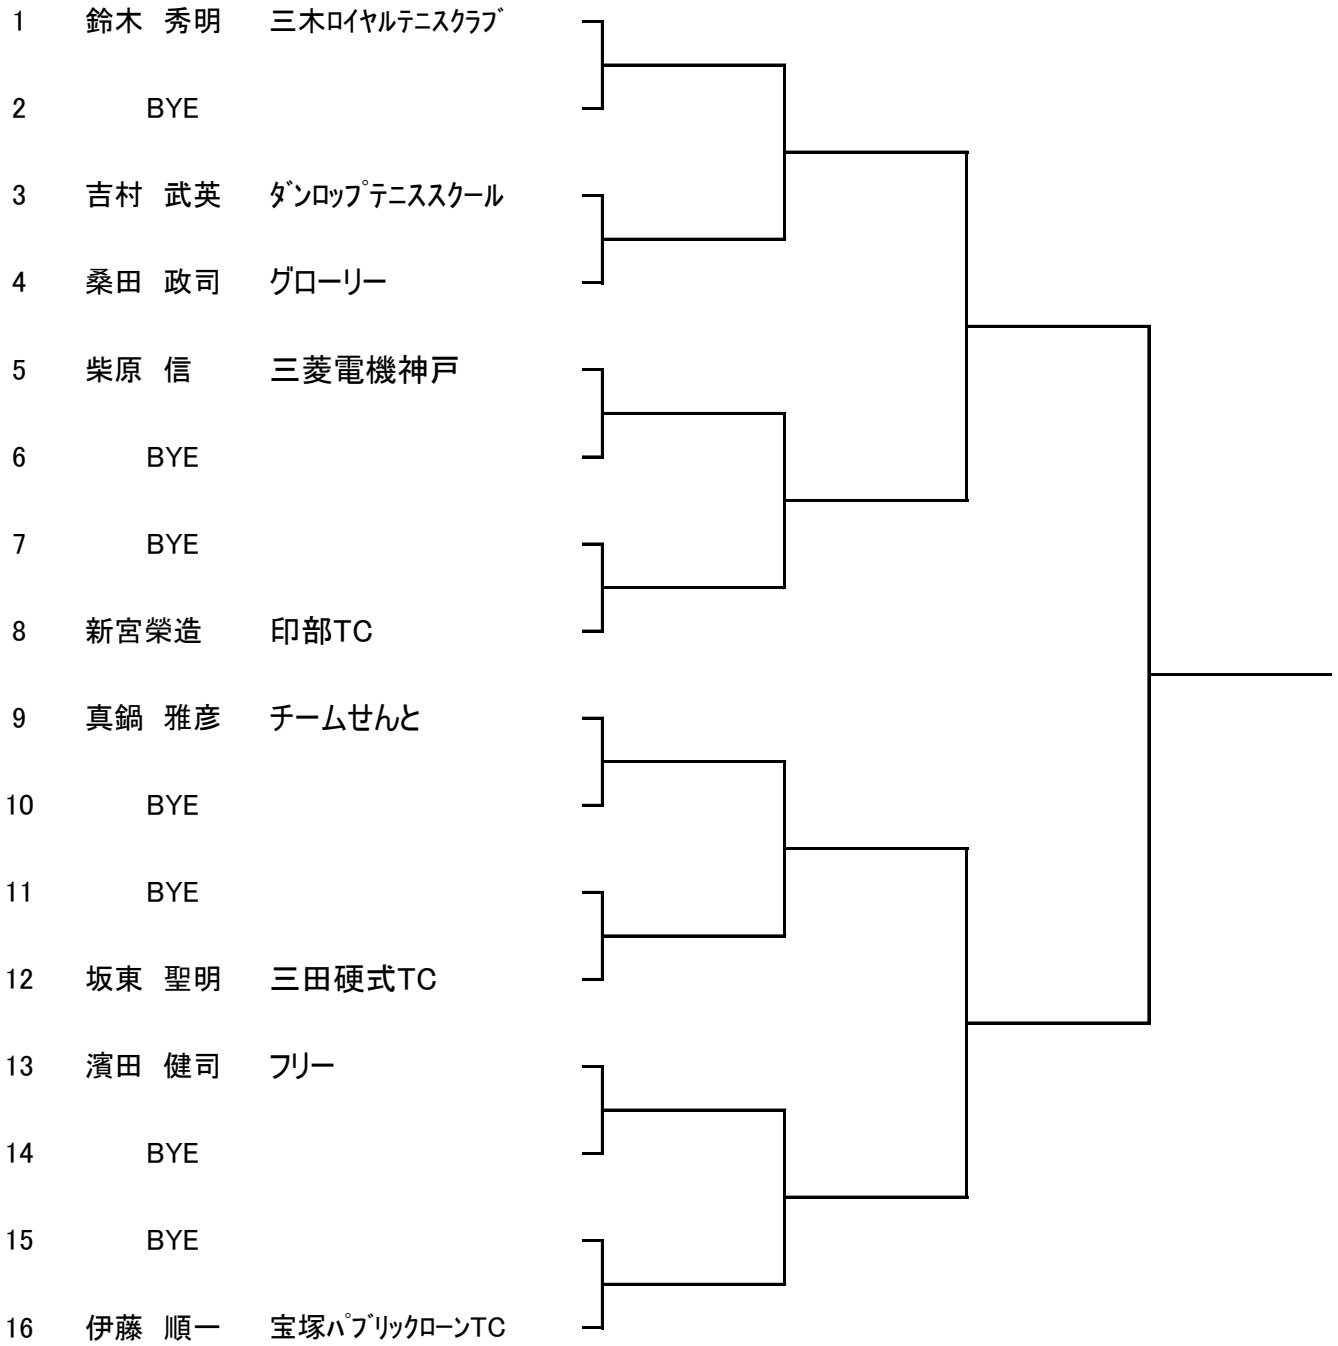 1 鈴木 秀明 三木ﾛｲﾔﾙﾃﾆｽｸﾗﾌﾞ
2 BYE
3 吉村 武英 ﾀﾞﾝﾛｯﾌﾟﾃﾆｽｽｸｰﾙ
4 桑田 政司 グローリー
5 柴原 信 三菱電機神戸
6 BYE
7 BYE
8 新宮榮造 印部TC
9 真鍋 雅彦 チームせんと
10 BYE
11 BYE
12 坂東 聖明 三田硬式TC
13 濱田 健司 フリー
14 BYE
15 BYE
16 伊藤 順一 宝塚ﾊﾟﾌﾞﾘｯｸﾛｰﾝTC